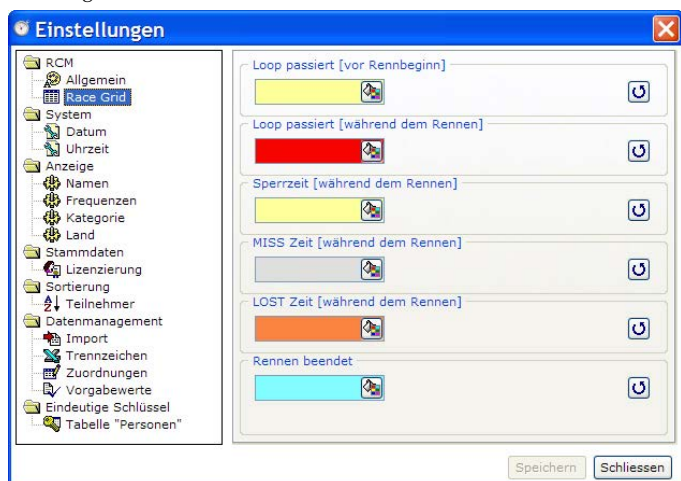 Einstellungen
RCM
Allgemein
Race Grid
System
Datum
Uhrzeit
Anzeige
Namen
Frequenzen
Kategorie
Land
Stammdaten
Lizenzierung
Sortierung
Teilnehmer
Datenmanagement
Import
Trennzeichen
Zuordnungen
Vorgabewerte
Eindeutige Schlüssel
Tabelle "Personen"
Loop passiert [vor Rennbeginn]
Loop passiert [während dem Rennen]
Sperrzeit [während dem Rennen]
MISS Zeit [während dem Rennen]
LOST Zeit [während dem Rennen]
Rennen beendet
Speichern
Schliessen